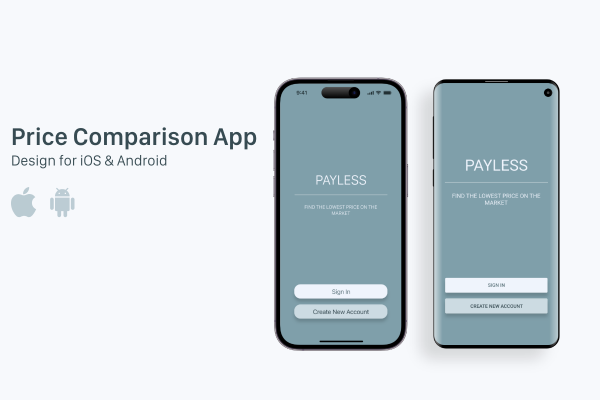 Price Comparison App
Design for iOS & Android
9:41
PAYLESS
FIND THE LOWEST PRICE ON THE
MARKET
Sign In
Create New Account
PAYLESS
FIND THE LOWEST PRICE ON THE
MARKET
SIGN IN
CREATE NEW ACCOUNT